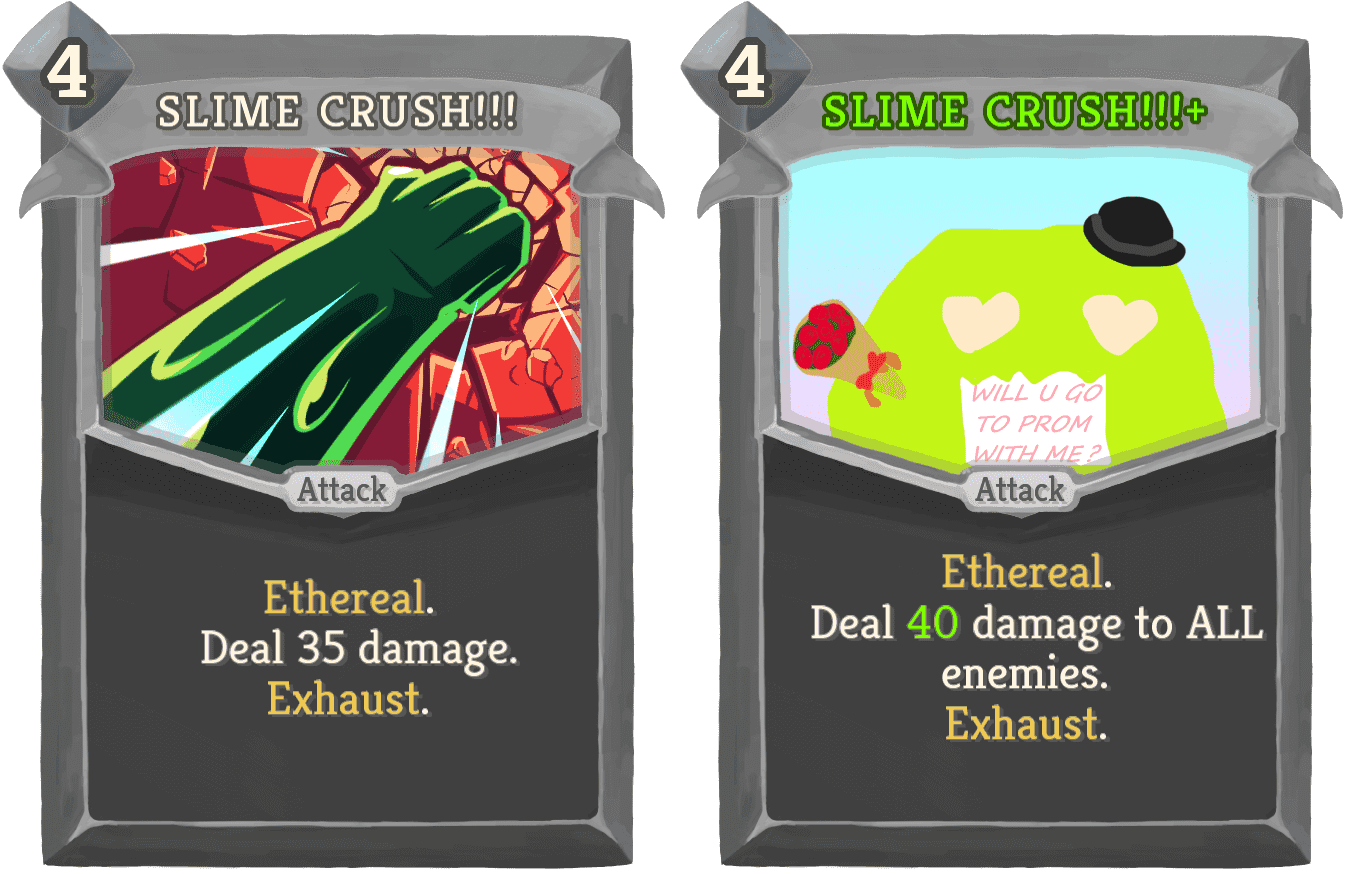 4
SLIME CRUSH!!!
Attack
Ethereal.
Deal 35 damage.
Exhaust.
4
SLIME CRUSH!!!+
WILL U GO
TO PROM
WITH ME?
Attack
Ethereal.
Deal 40 damage to ALL
enemies.
Exhaust.